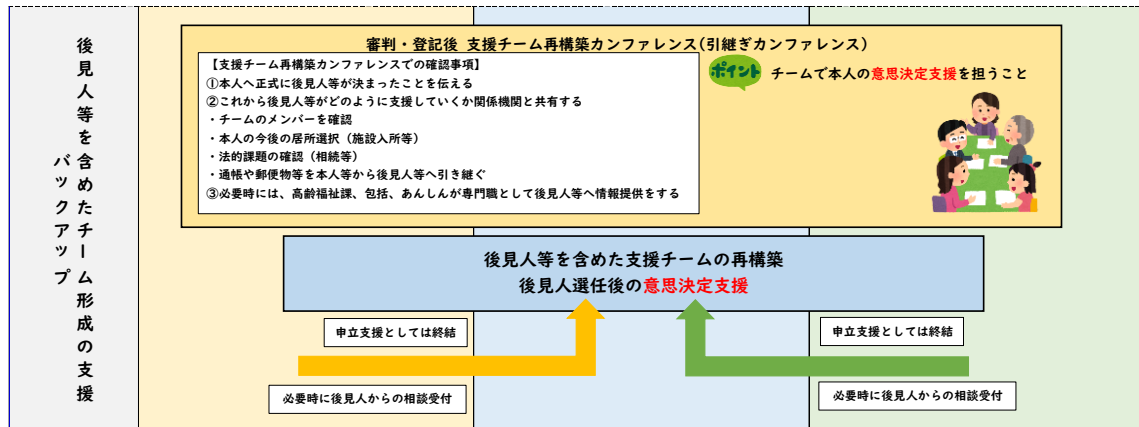 後見人等を含めたチーム形成の支援
バックアップ
審判・登記後 支援チーム再構築カンファレンス(引継ぎカンファレンス)
【支援チーム再構築カンファレンスでの確認事項】
①本人へ正式に後見人等が決まったことを伝える
②これから後見人等がどのように支援していくか関係機関と共有する
・チームのメンバーを確認
・本人の今後の居所選択（施設入所等）
・法的課題の確認（相続等）
・通帳や郵便物等を本人等から後見人等へ引き継ぐ
③必要時には、高齢福祉課、包括、あんしんが専門職として後見人等へ情報提供をする
ポイント チームで本人の意思決定支援を担うこと
後見人等を含めた支援チームの再構築
後見人選任後の意思決定支援
申立支援としては終結
申立支援としては終結
必要時に後見人からの相談受付
必要時に後見人からの相談受付